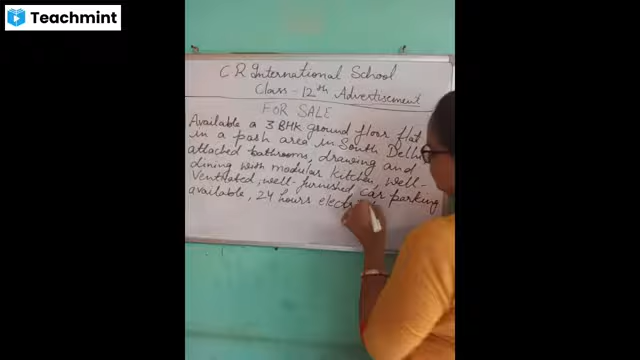 Teachmint
C R International School
Class - 12th Advertisement
FOR SALE
Available a 3 BHK ground floor flat
in a posh area in South Delhi
attached bathrooms, drawing and
dining with modular kitchen, well-
ventilated, well-furnished car parking
available, 24 hours elect